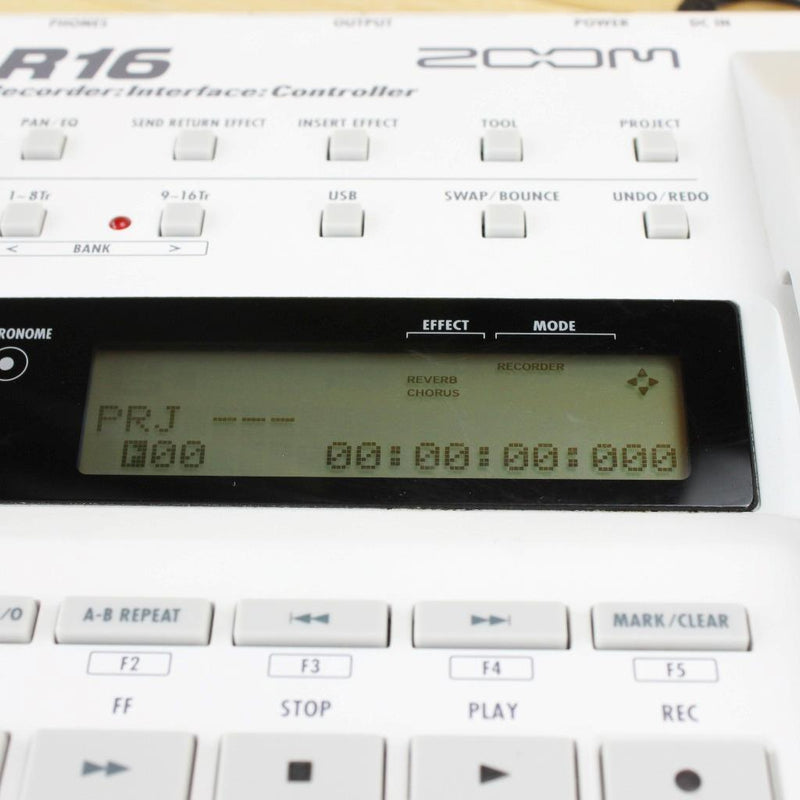 PHONES OUTPUT POWER DC IN
R16 ZOOM
ecorder:Interface:Controller
PAN/EQ SEND RETURN EFFECT INSERT EFFECT TOOL PROJECT
1~8Tr 9~16Tr USB SWAP/BOUNCE UNDO/REDO
< BANK >
RONOME EFFECT MODE
RECORDER
REVERB
CHORUS
PRJ ---
00 00:00:00:000
/O A-B REPEAT MARK/CLEAR
F2 F3 F4 F5
FF STOP PLAY REC